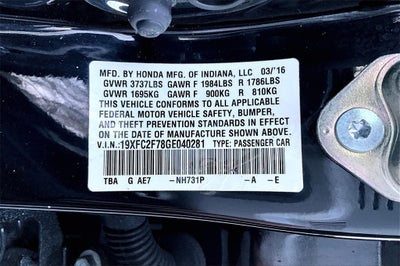 MFD. BY HONDA MFG. OF INDIANA, LLC 03/'16
GVWR 3737LBS GAWR F 1984LBS R 1786LBS
GVWR 1695KG GAWR F 900KG R 810KG
THIS VEHICLE CONFORMS TO ALL APPLICABLE
FEDERAL MOTOR VEHICLE SAFETY, BUMPER,
AND THEFT PREVENTION STANDARDS IN EFFECT
ON THE DATE OF MANUFACTURE SHOWN ABOVE.
V.I.N.:19XFC2F78GE040281 TYPE: PASSENGER CAR
TBA G AE7 -NH731P -A -E